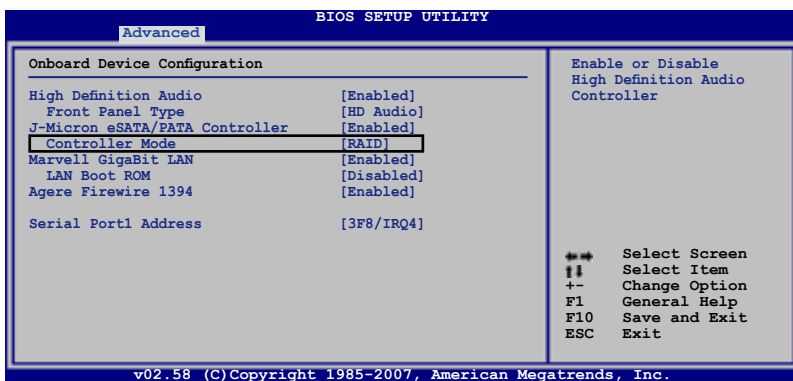 BIOS SETUP UTILITY
Advanced
Onboard Device Configuration
High Definition Audio [Enabled]
Front Panel Type [HD Audio]
J-Micron eSATA/PATA Controller [Enabled]
Controller Mode [RAID]
Marvell GigaBit LAN [Enabled]
LAN Boot ROM [Disabled]
Agere Firewire 1394 [Enabled]
Serial Port1 Address [3F8/IRQ4]
Enable or Disable
High Definition Audio
Controller
←→ Select Screen
↑↓ Select Item
+- Change Option
F1 General Help
F10 Save and Exit
ESC Exit
v02.58 (C)Copyright 1985-2007, American Megatrends, Inc.